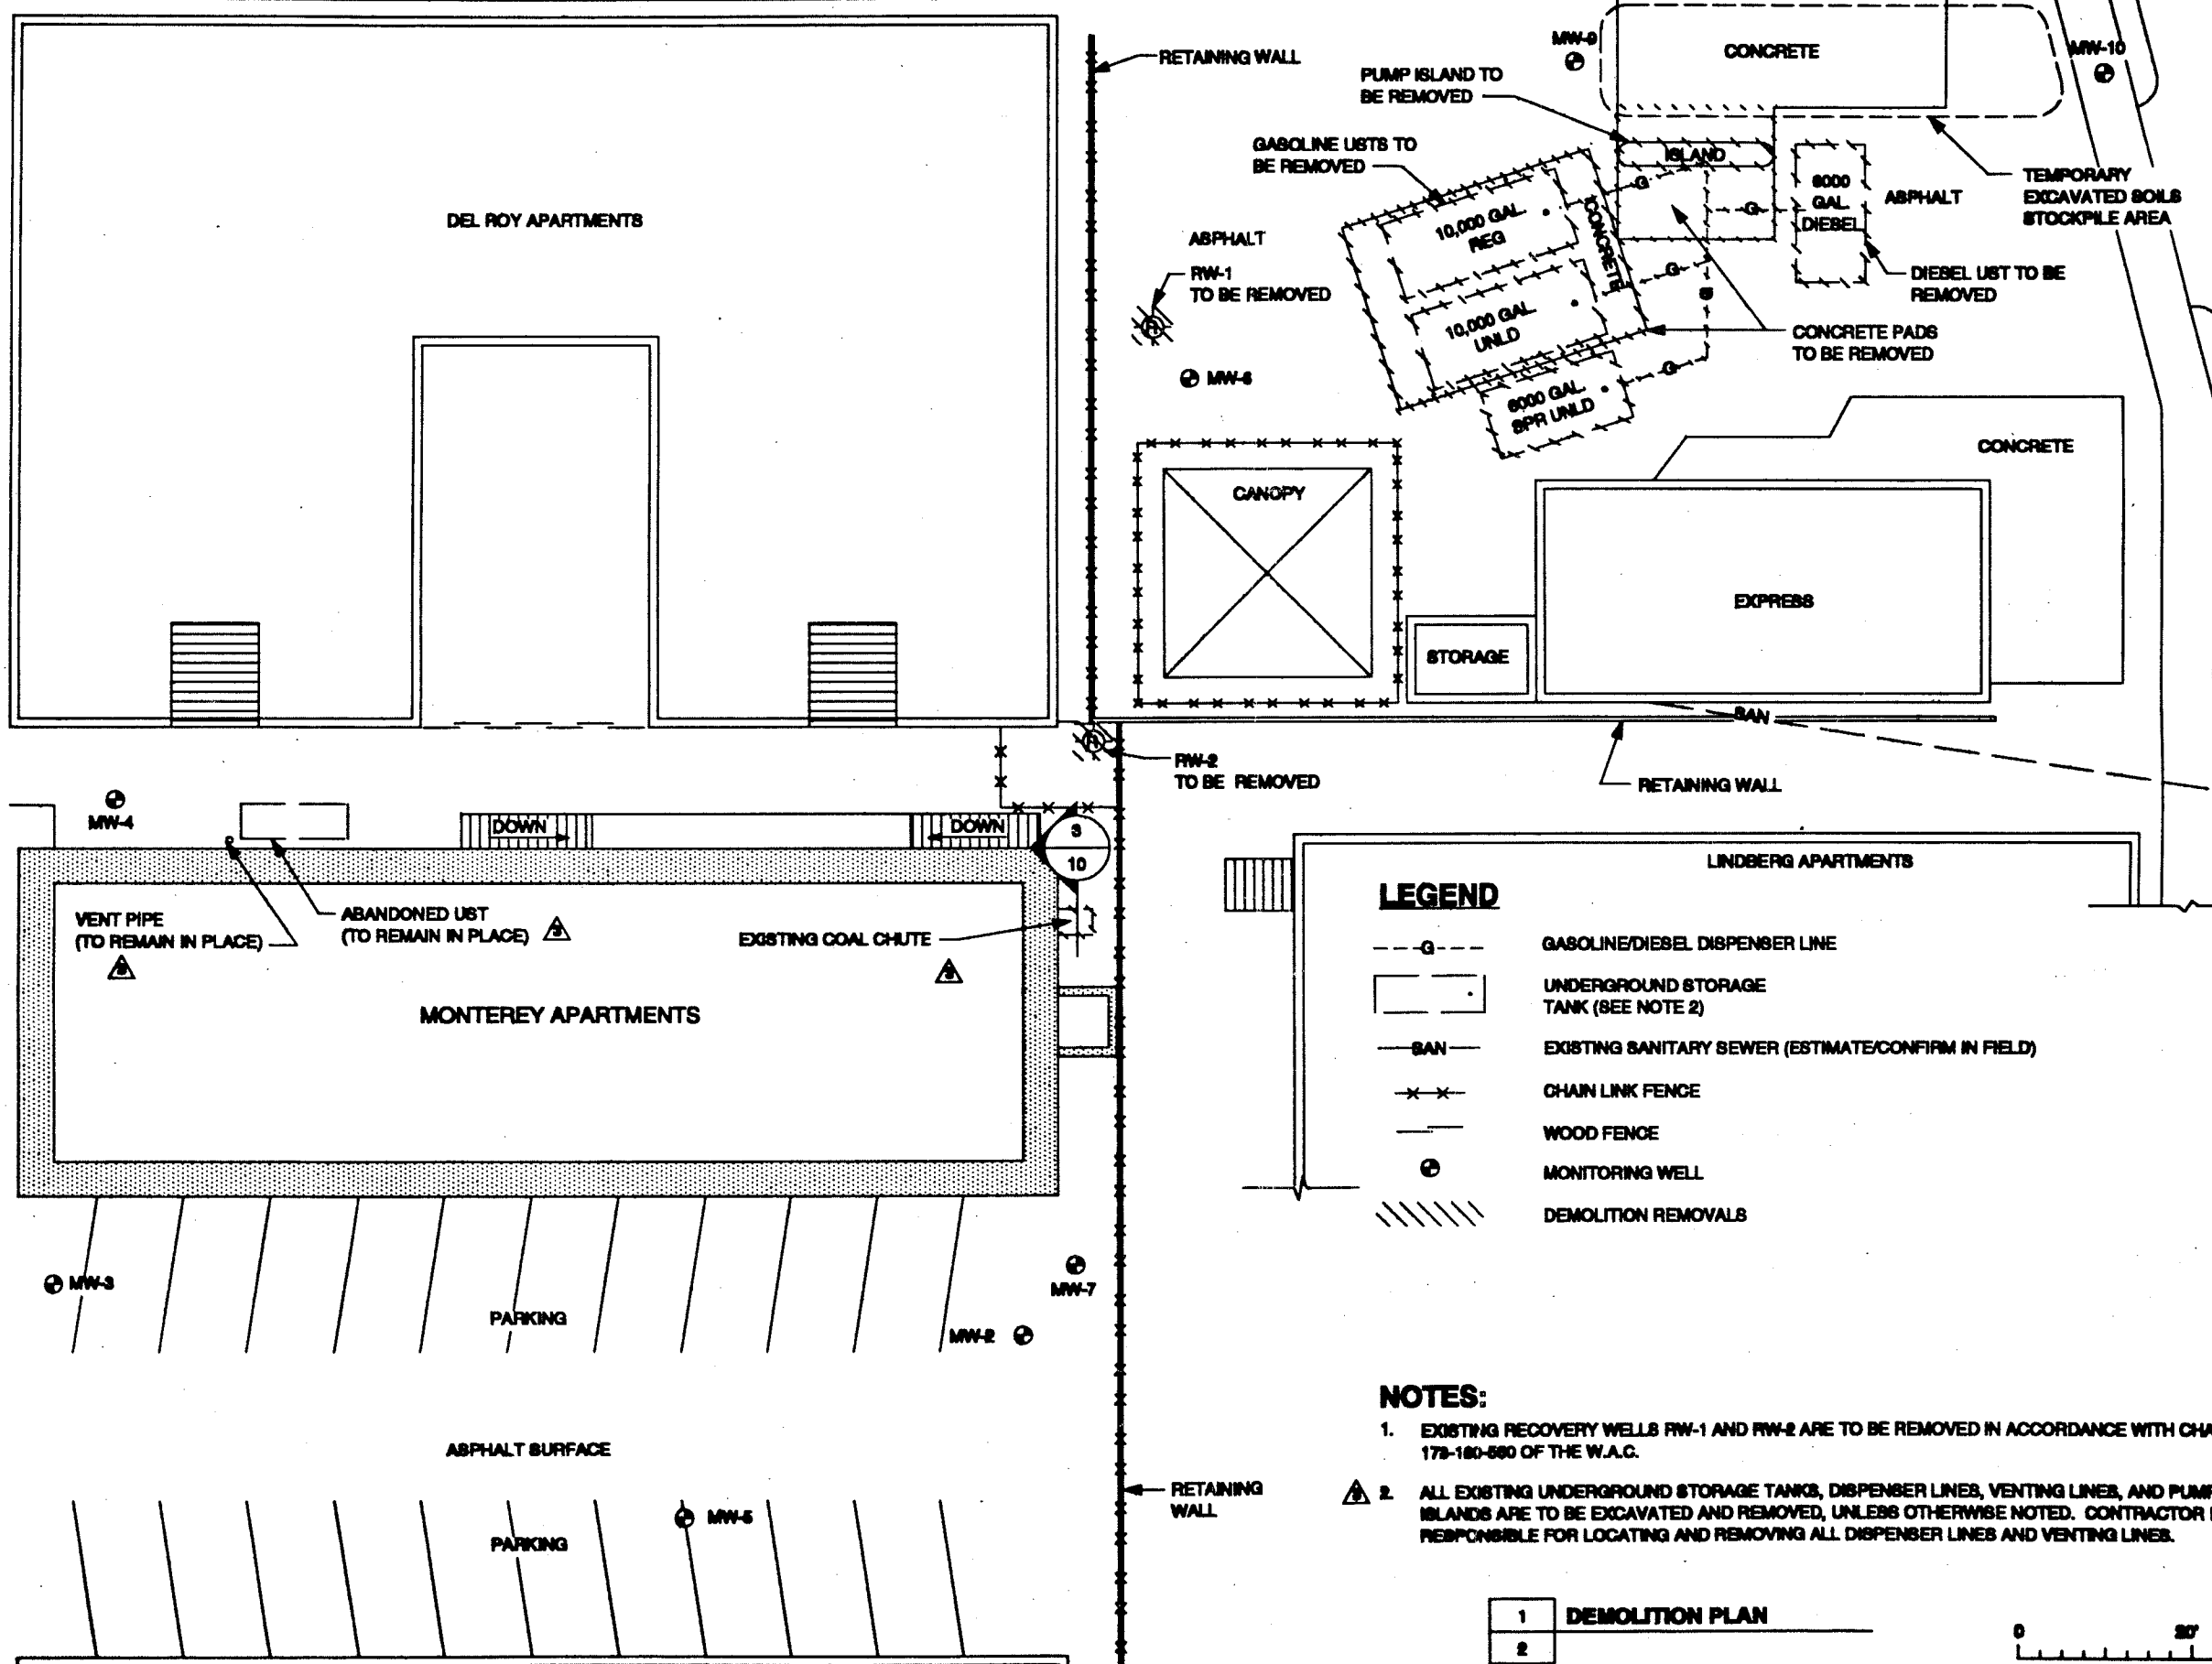 RETAINING WALL
MW-9
CONCRETE
MW-10
PUMP ISLAND TO
BE REMOVED
GASOLINE USTS TO
BE REMOVED
ISLAND
G
TEMPORARY
EXCAVATED SOILS
STOCKPILE AREA
DEL ROY APARTMENTS
10,000 GAL.
REG
CONCRETE
G
GAL.
DIESEL
ASPHALT
ASPHALT
RW-1
TO BE REMOVED
G
G
DIESEL UST TO BE
REMOVED
10,000 GAL.
UNLD
CONCRETE PADS
TO BE REMOVED
MW-6
G
6000 GAL.
SPR UNLD
CONCRETE
CANOPY
EXPRESS
STORAGE
SAN
RW-2
TO BE REMOVED
RETAINING WALL
MW-4
DOWN
DOWN
3
10
LINDBERG APARTMENTS
VENT PIPE
(TO REMAIN IN PLACE)
ABANDONED UST
(TO REMAIN IN PLACE)
EXISTING COAL CHUTE
MONTEREY APARTMENTS
LEGEND
G
GASOLINE/DIESEL DISPENSER LINE
UNDERGROUND STORAGE
TANK (SEE NOTE 2)
SAN
EXISTING SANITARY SEWER (ESTIMATE/CONFIRM IN FIELD)
CHAIN LINK FENCE
WOOD FENCE
MONITORING WELL
DEMOLITION REMOVALS
MW-3
MW-7
PARKING
MW-2
ASPHALT SURFACE
MW-5
PARKING
RETAINING
WALL
NOTES:
1. EXISTING RECOVERY WELLS RW-1 AND RW-2 ARE TO BE REMOVED IN ACCORDANCE WITH CHA
OF THE W.A.C.
2. ALL EXISTING UNDERGROUND STORAGE TANKS, DISPENSER LINES, VENTING LINES, AND PUMP
ISLANDS ARE TO BE EXCAVATED AND REMOVED, UNLESS OTHERWISE NOTED. CONTRACTOR
RESPONSIBLE FOR LOCATING AND REMOVING ALL DISPENSER LINES AND VENTING LINES.
1 DEMOLITION PLAN
2
0 20'